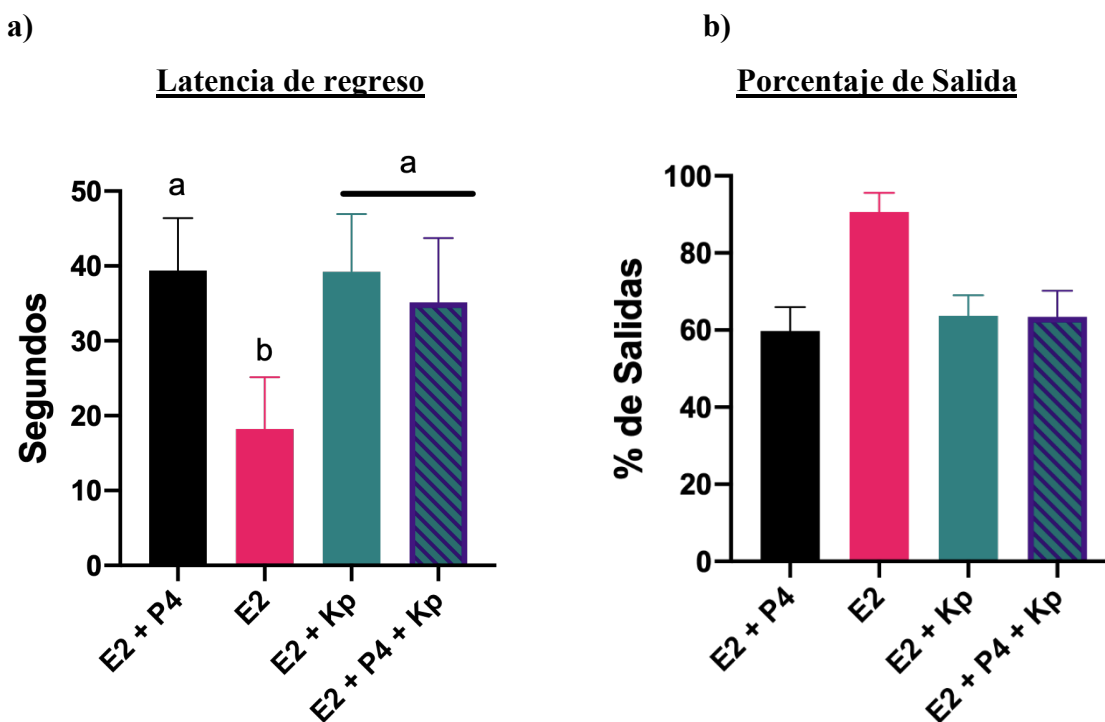 a)
Latencia de regreso
Segundos
50
40
30
20
10
0
a
b
a
E2 + P4
E2
E2 + Kp
E2 + P4 + Kp
b)
Porcentaje de Salida
% de Salidas
100
80
60
40
20
0
E2 + P4
E2
E2 + Kp
E2 + P4 + Kp